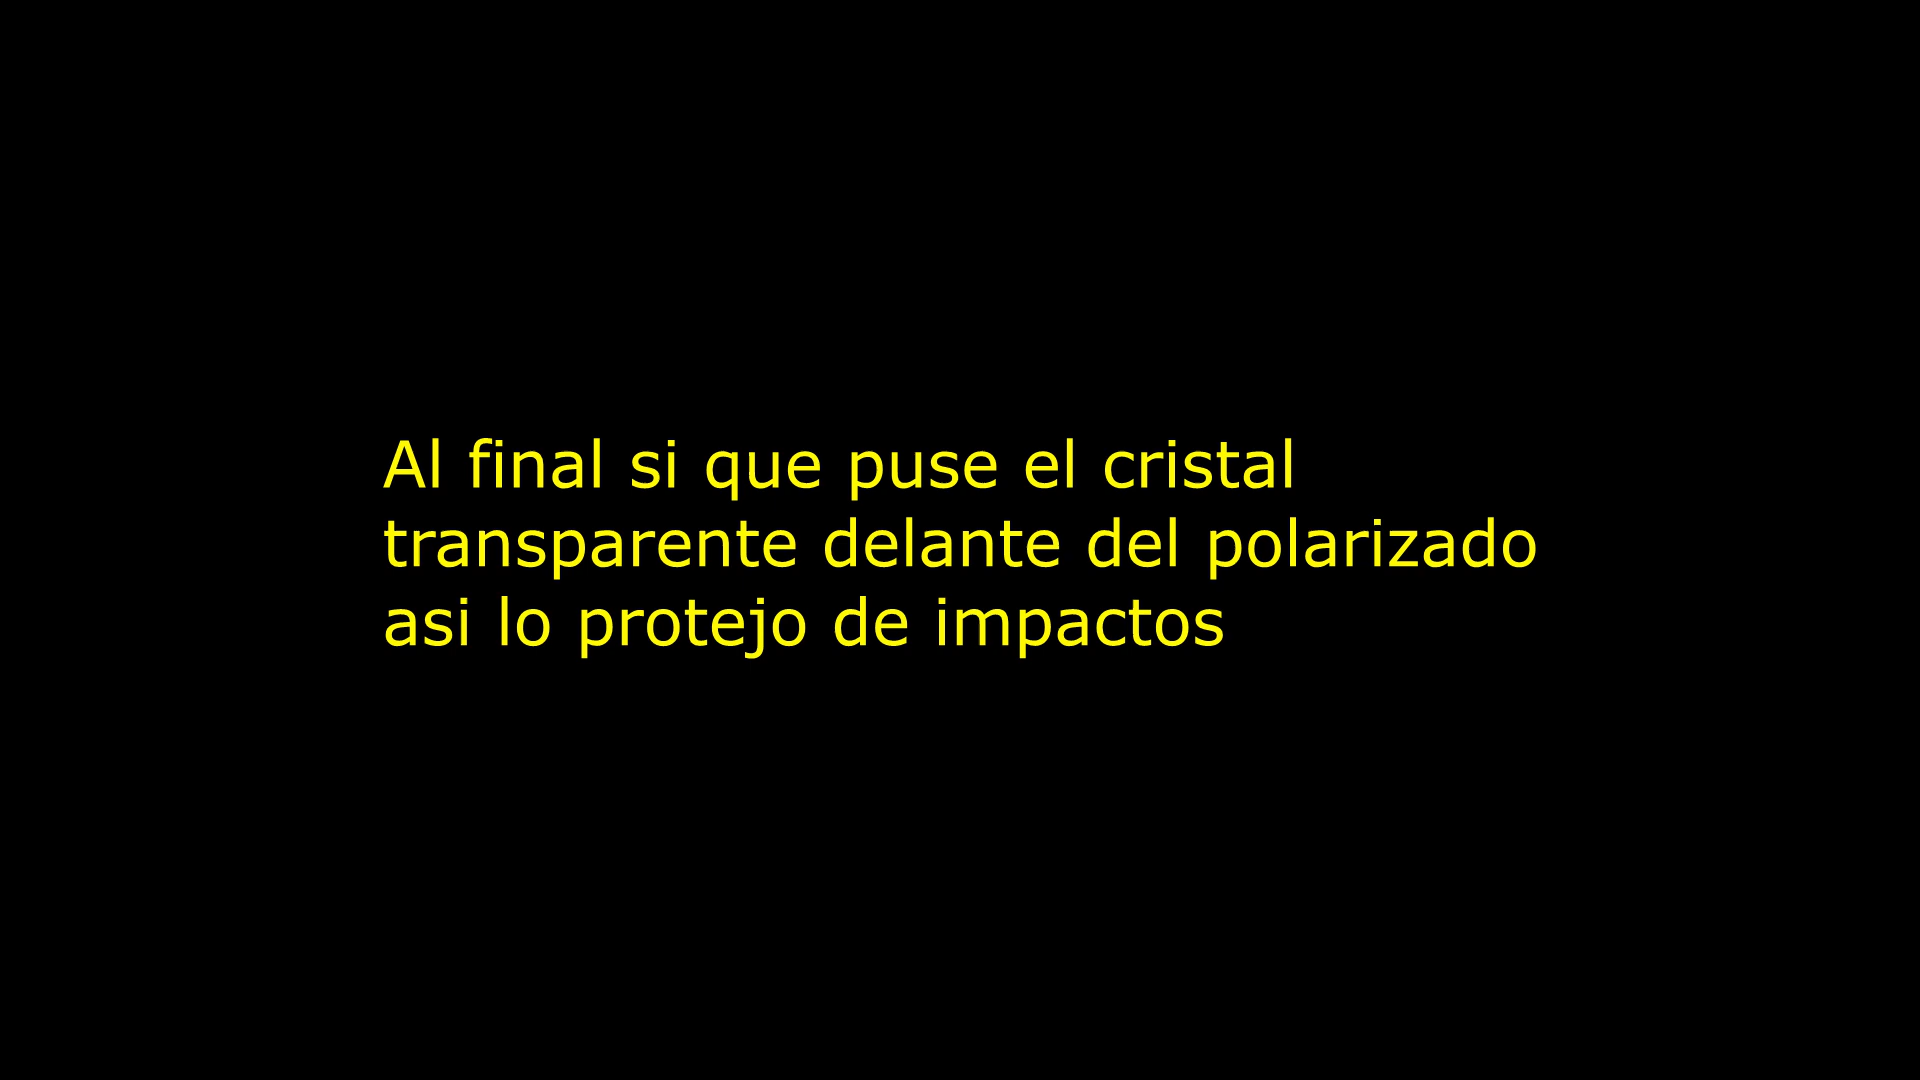 Al final si que puse el cristal
transparente delante del polarizado
asi lo protejo de impactos